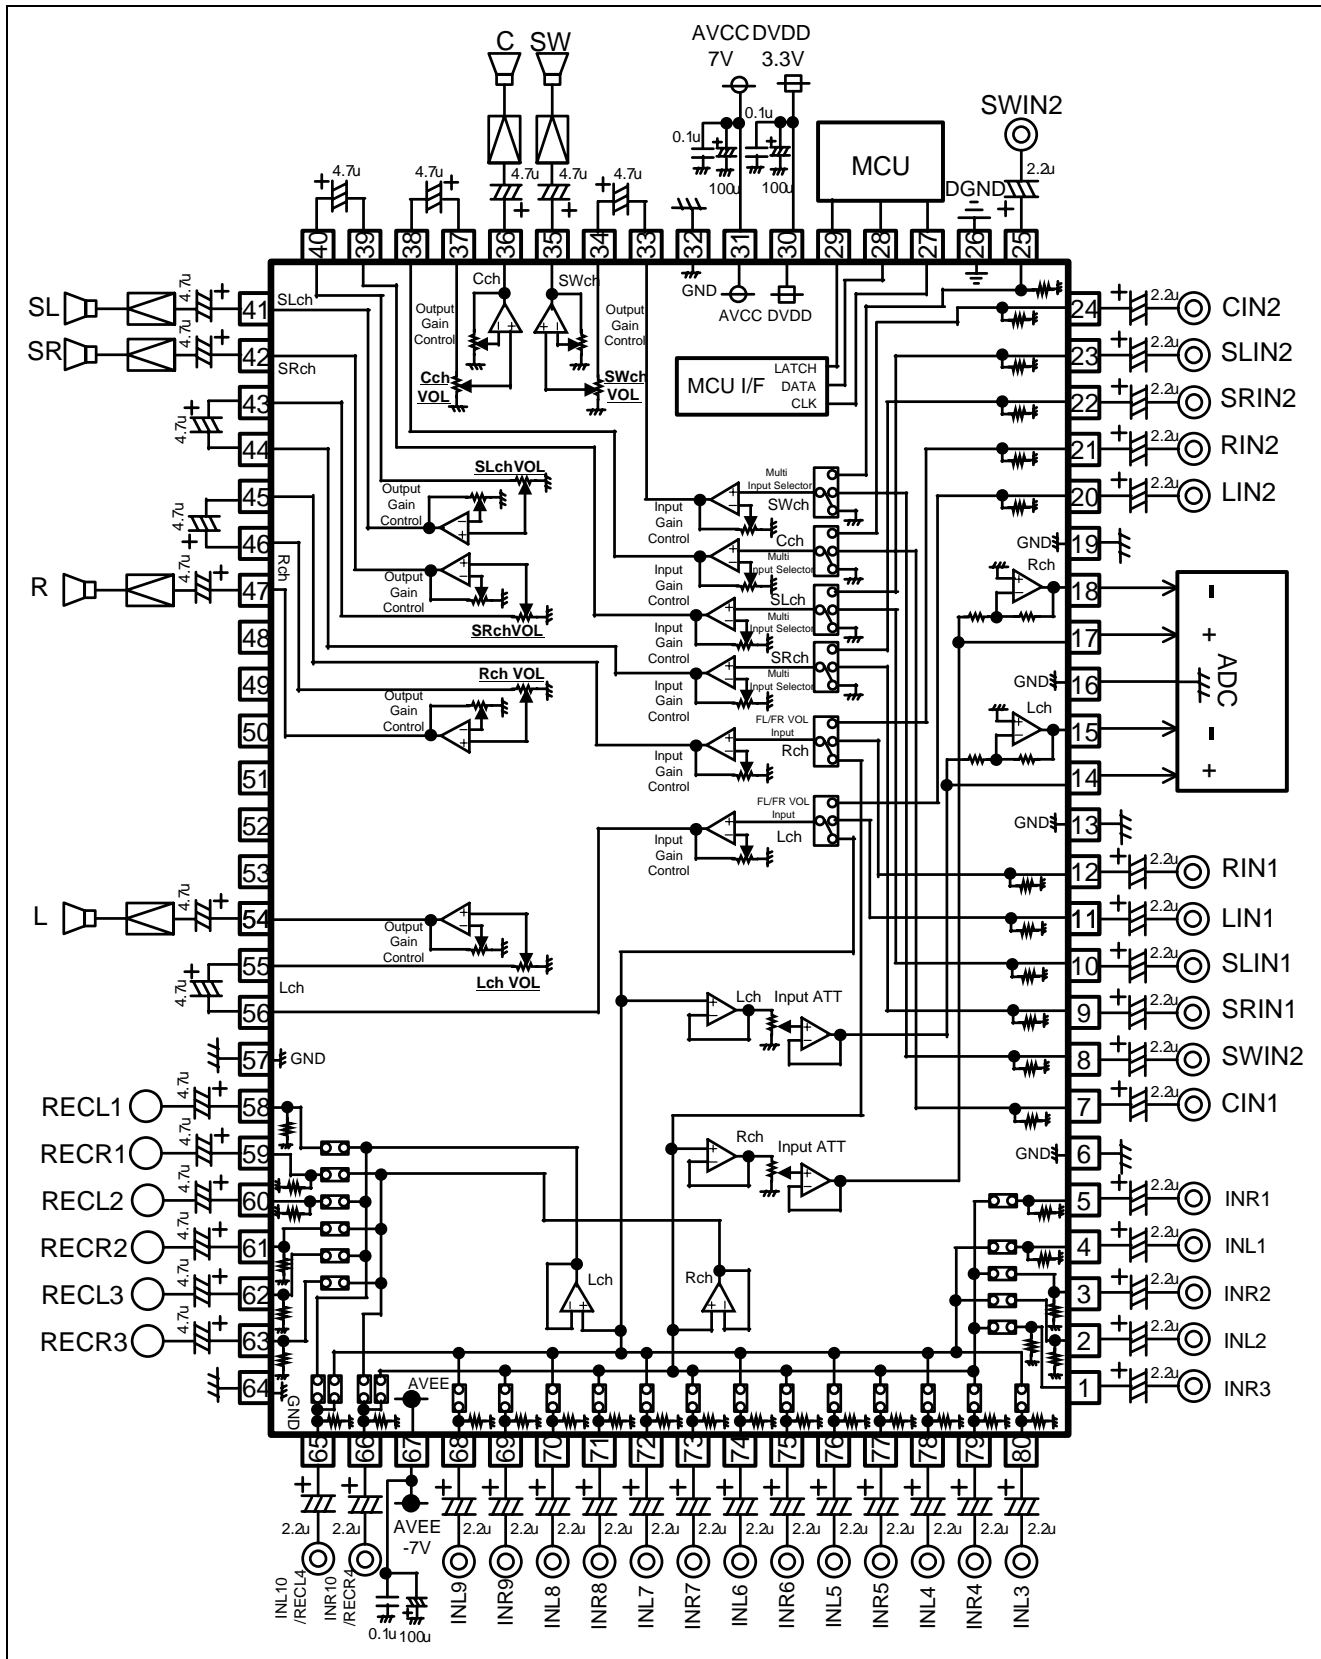 C SW
AVCC DVDD
7V 3.3V
0.1u 0.1u
100u 100u
MCU
SWIN2
2.2u
DGND
4.7u 4.7u 4.7u 4.7u 4.7u
40 39 38 37 36 35 34 33 32 31 30 29 28 27 26 25
GND
AVCC DVDD
MCU I/F
LATCH
DATA
CLK
Cch SWch
Output
Gain
Control
Output
Gain
Control
Cch
VOL
SWch
VOL
SL 4.7u 41 SLch
SR 4.7u 42 SRch
43
4.7u
44
45
4.7u
46 Rch
R 4.7u 47
48
49
50
51
52
53
L 4.7u 54
55
4.7u
Lch
56
57 GND
RECL1 4.7u 58
RECR1 4.7u 59
RECL2 4.7u 60
RECR2 4.7u 61
RECL3 4.7u 62
RECR3 4.7u 63
64 GND
SLchVOL
Output
Gain
Control
Output
Gain
Control
SRchVOL
Rch VOL
Output
Gain
Control
Output
Gain
Control
Lch VOL
Multi
Input Selector
SWch
Input
Gain
Control
Cch
Multi
Input Selector
Input
Gain
Control
SLch
Multi
Input Selector
Input
Gain
Control
SRch
Multi
Input Selector
Input
Gain
Control
FL/FR VOL
Input
Rch
Input
Gain
Control
FL/FR VOL
Input
Lch
Input
Gain
Control
Lch Input ATT
Rch Input ATT
Lch Rch
24 2.2u CIN2
23 2.2u SLIN2
22 2.2u SRIN2
21 2.2u RIN2
20 2.2u LIN2
GND 19
Rch
18 -
17 +
GND 16
ADC
Lch
15 -
14 +
GND 13
12 2.2u RIN1
11 2.2u LIN1
10 2.2u SLIN1
9 2.2u SRIN1
8 2.2u SWIN2
7 2.2u CIN1
GND 6
5 2.2u INR1
4 2.2u INL1
3 2.2u INR2
2 2.2u INL2
1 2.2u INR3
AVEE
65 66 67 68 69 70 71 72 73 74 75 76 77 78 79 80
2.2u 2.2u 2.2u 2.2u 2.2u 2.2u 2.2u 2.2u 2.2u 2.2u 2.2u 2.2u 2.2u 2.2u 2.2u
AVEE
-7V
0.1u 100u
INL10
/RECL4
INR10
/RECR4
INL9 INR9 INL8 INR8 INL7 INR7 INL6 INR6 INL5 INR5 INL4 INR4 INL3